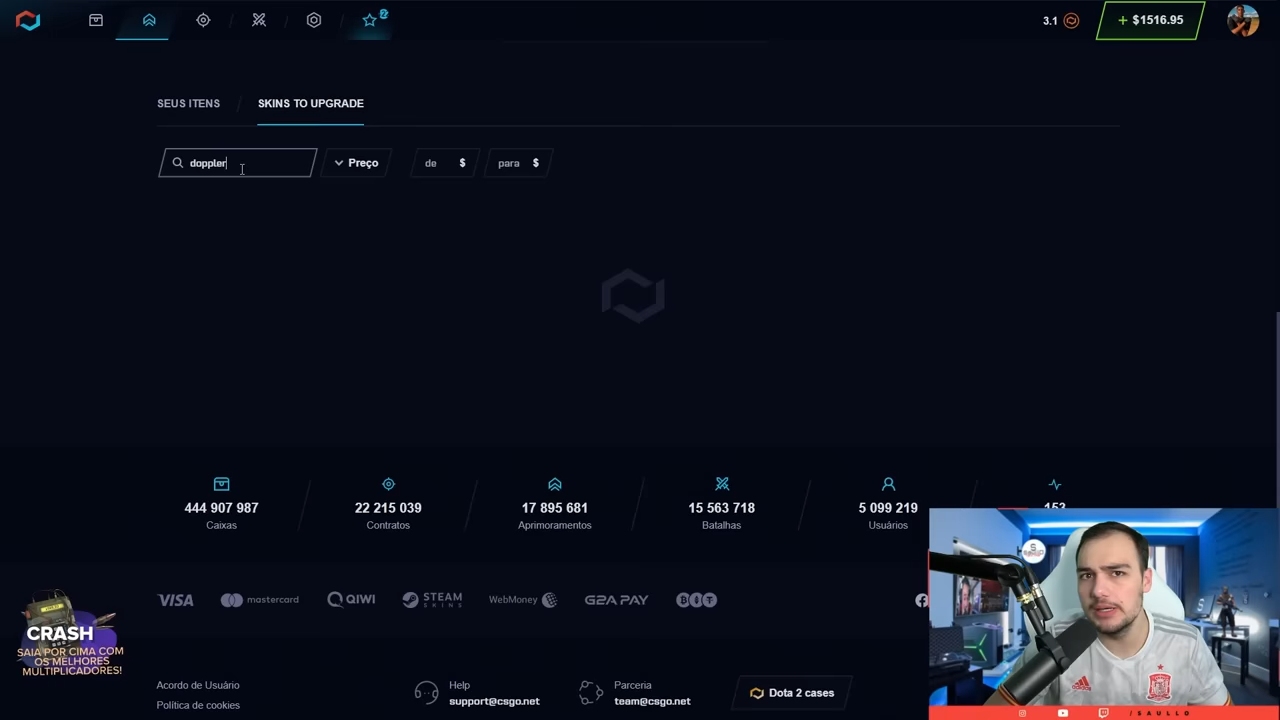 2
3.1
+ $1516.95
SEUS ITENS
SKINS TO UPGRADE
doppler
Preço
de $
para $
444 907 987
22 215 039
17 895 681
15 563 718
5 099 219
Caixas
Contratos
Aprimoramentos
Batalhas
Usuários
VISA
mastercard
QIWI
STEAM
SKINS
WebMoney
G2A PAY
CRASH
SAIA POR CIMA COM
OS MELHORES
MULTIPLICADORES!
Acordo de Usuário
Política de cookies
Help
support@csgo.net
Parceria
team@csgo.net
Dota 2 cases
/SAULLO